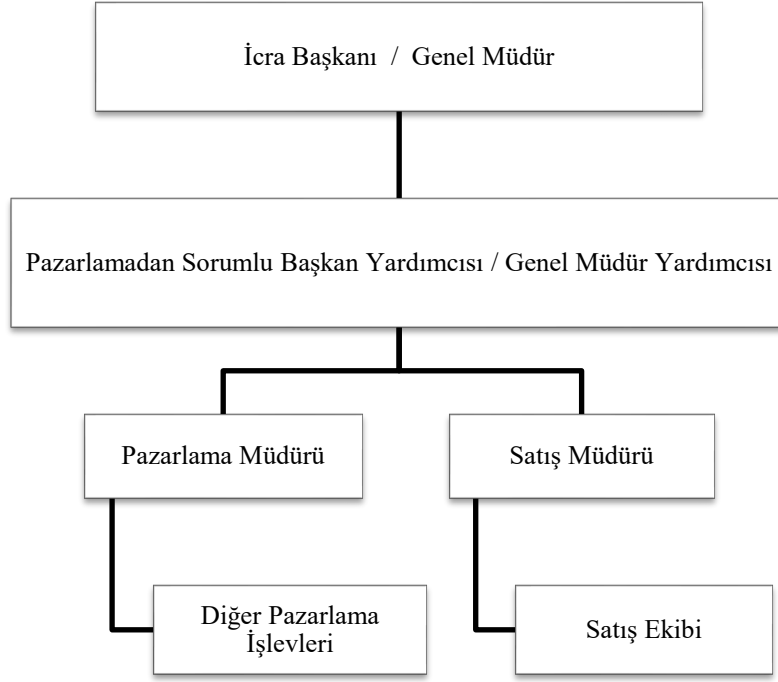 İcra Başkanı / Genel Müdür
Pazarlamadan Sorumlu Başkan Yardımcısı / Genel Müdür Yardımcısı
Pazarlama Müdürü
Satış Müdürü
Diğer Pazarlama
İşlevleri
Satış Ekibi